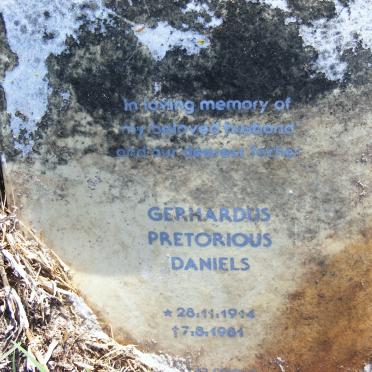 In loving memory of
my beloved husband
and our dearest father
GERHARDUS
PRETORIOUS
DANIELS
* 28.11.1914
† 7.8.1981